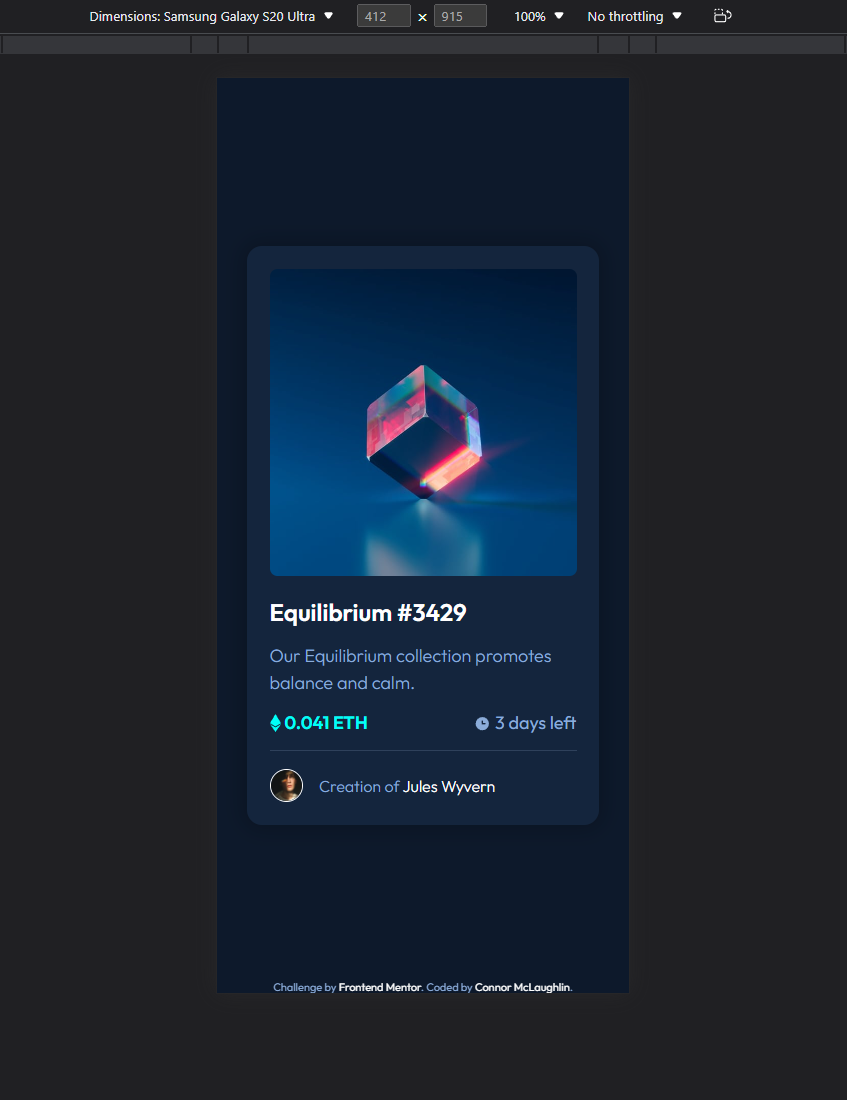 Dimensions: Samsung Galaxy S20 Ultra 412 x 915 100% No throttling
Equilibrium #3429
Our Equilibrium collection promotes
balance and calm.
0.041 ETH 3 days left
Creation of Jules Wyvern
Challenge by Frontend Mentor. Coded by Connor McLaughlin.